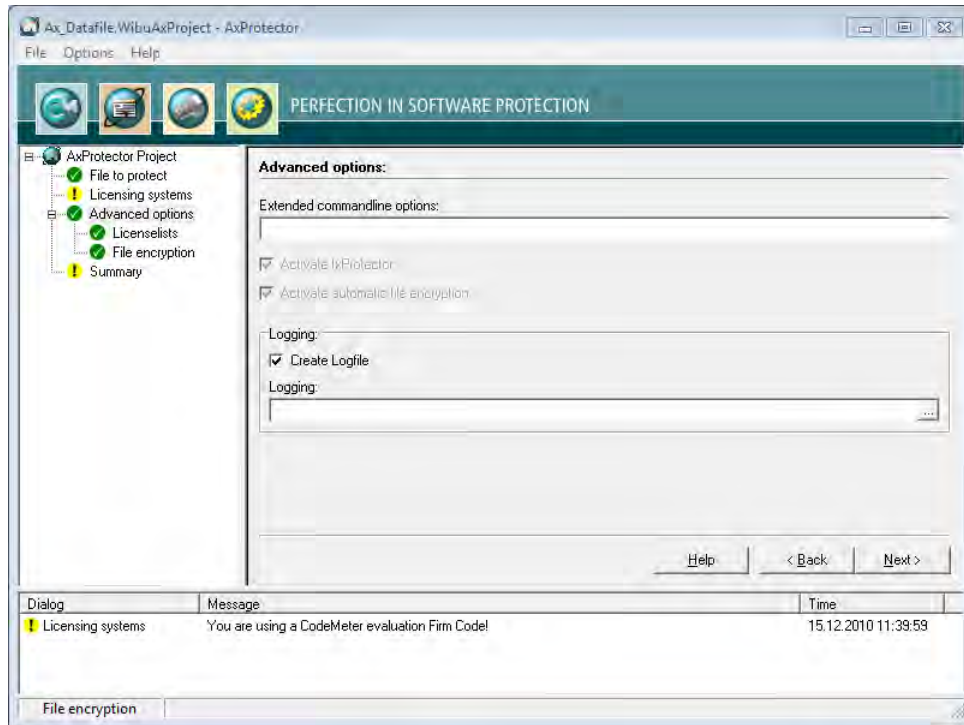 Ax_Datafile.WibuAxProject - AxProtector
File Options Help
PERFECTION IN SOFTWARE PROTECTION
AxProtector Project
File to protect
Licensing systems
Advanced options
Licenselists
File encryption
Summary
Advanced options:
Extended commandline options:
Activate IxProtector
Activate automatic file encryption
Logging:
Create Logfile
Logging:
...
Help < Back Next >
Dialog Message Time
Licensing systems You are using a CodeMeter evaluation Firm Code! 15.12.2010 11:39:59
File encryption